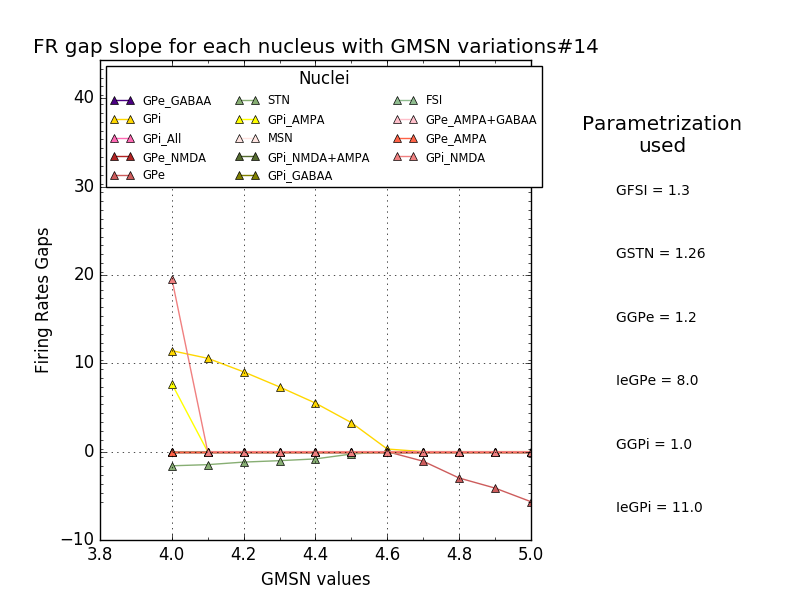 FR gap slope for each nucleus with GMSN variations#14
Nuclei
GPe_GABAA STN FSI
GPi GPi_AMPA GPe_AMPA+GABAA
GPi_All MSN GPe_AMPA
GPe_NMDA GPi_NMDA+AMPA GPi_NMDA
GPe GPi_GABAA
40
30
20
10
0
−10
Firing Rates Gaps
3.8 4.0 4.2 4.4 4.6 4.8 5.0
GMSN values
Parametrization
used
GFSI = 1.3
GSTN = 1.26
GGPe = 1.2
IeGPe = 8.0
GGPi = 1.0
IeGPi = 11.0